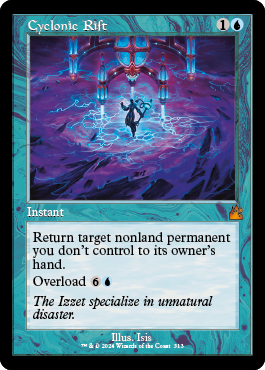 Cyclonic Rift 1
Instant
Return target nonland permanent
you don't control to its owner's
hand.
Overload 6
The Izzet specialize in unnatural
disaster.
Illus. Isis
™ & © 2024 Wizards of the Coast 313